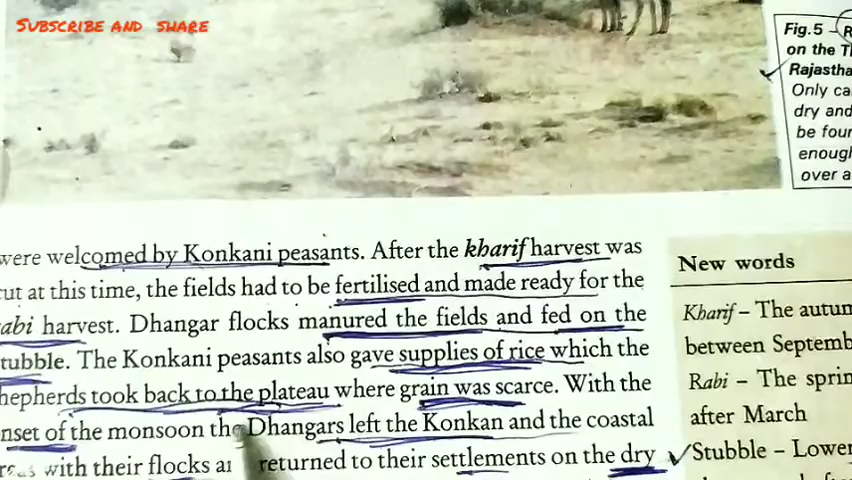 Subscribe and share
Fig.5 –
on the
Rajastha
Only ca
dry and
be four
enough
over a
were welcomed by Konkani peasants. After the kharif harvest was
cut at this time, the fields had to be fertilised and made ready for the
abi harvest. Dhangar flocks manured the fields and fed on the
tubble. The Konkani peasants also gave supplies of rice which the
hepherds took back to the plateau where grain was scarce. With the
nset of the monsoon the Dhangars left the Konkan and the coastal
with their flocks returned to their settlements on the dry
New words
Kharif – The autum
between Septemb
Rabi – The sprin
after March
Stubble – Lower